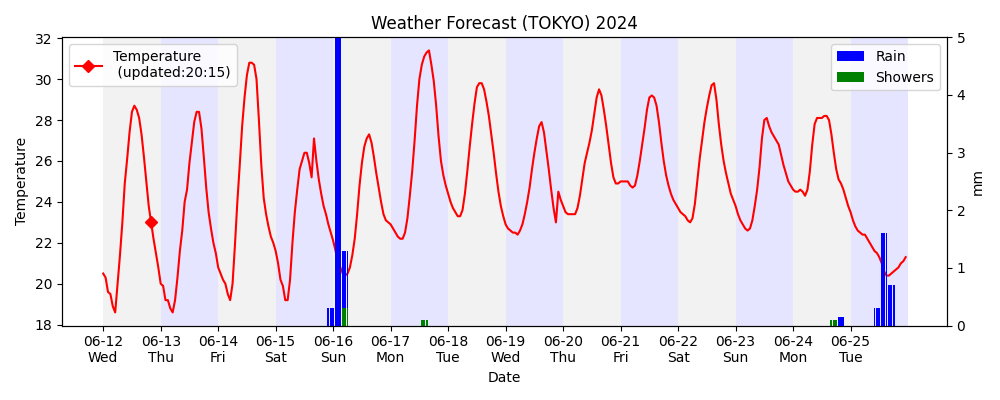 Weather Forecast (TOKYO) 2024
Temperature
(updated:20:15)
Rain
Showers
Temperature
mm
32
30
28
26
24
22
20
18
5
4
3
2
1
0
06-12 06-13 06-14 06-15 06-16 06-17 06-18 06-19 06-20 06-21 06-22 06-23 06-24 06-25
Wed Thu Fri Sat Sun Mon Tue Wed Thu Fri Sat Sun Mon Tue
Date